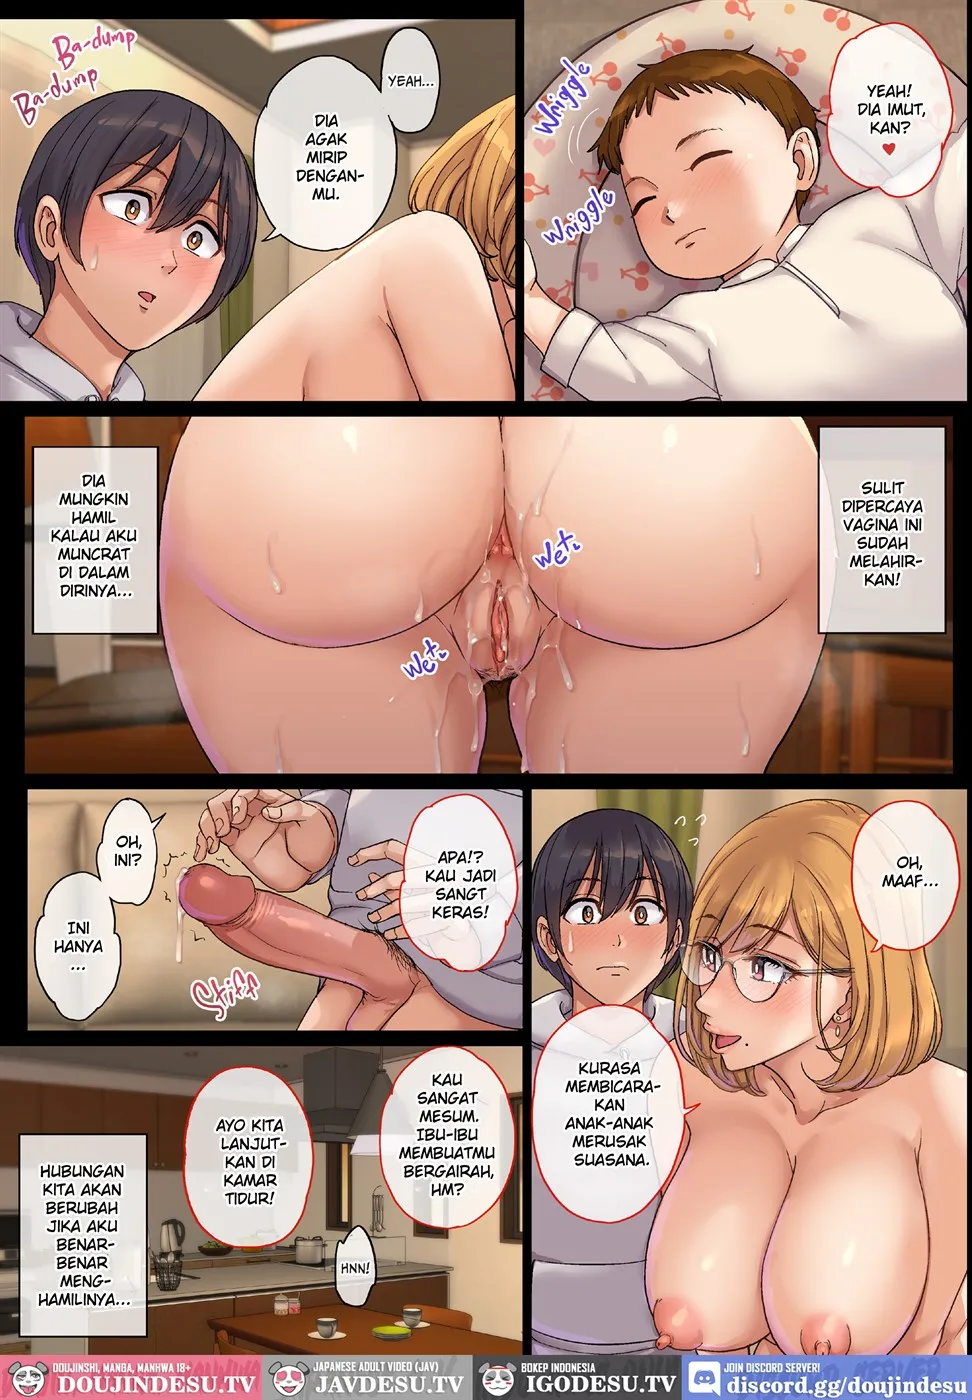 Ba-dump
Ba-dump
YEAH...
DIA
AGAK
MIRIP
DENGAN-
MU.
YEAH!
DIA IMUT,
KAN?
♥
Wriggle
Wriggle
SULIT
DIPERCAYA
VAGINA INI
SUDAH
MELAHIR-
KAN!
DIA
MUNGKIN
HAMIL
KALAU AKU
MUNCRAT
DI DALAM
DIRINYA...
Wet
Wet
APA!?
KAU JADI
SANGT
KERAS!
OH,
INI?
INI
HANYA
...
Stiff
OH,
MAAF...
KURASA
MEMBICARA-
KAN
ANAK-ANAK
MERUSAK
SUASANA.
KAU
SANGAT
MESUM.
IBU-IBU
MEMBUATMU
BERGAIRAH,
HM?
AYO KITA
LANJUT-
KAN DI
KAMAR
TIDUR!
HNN!
HUBUNGAN
KITA AKAN
BERUBAH
JIKA AKU
BENAR-
BENAR
MENG-
HAMILINYA...
DOUJINSHI, MANGA, MANHWA 18+
DOUJINDESU.TV
JAPANESE ADULT VIDEO (JAV)
JAVDESU.TV
BOKEP INDONESIA
IGODESU.TV
JOIN DISCORD SERVER!
discord.gg/doujindesu